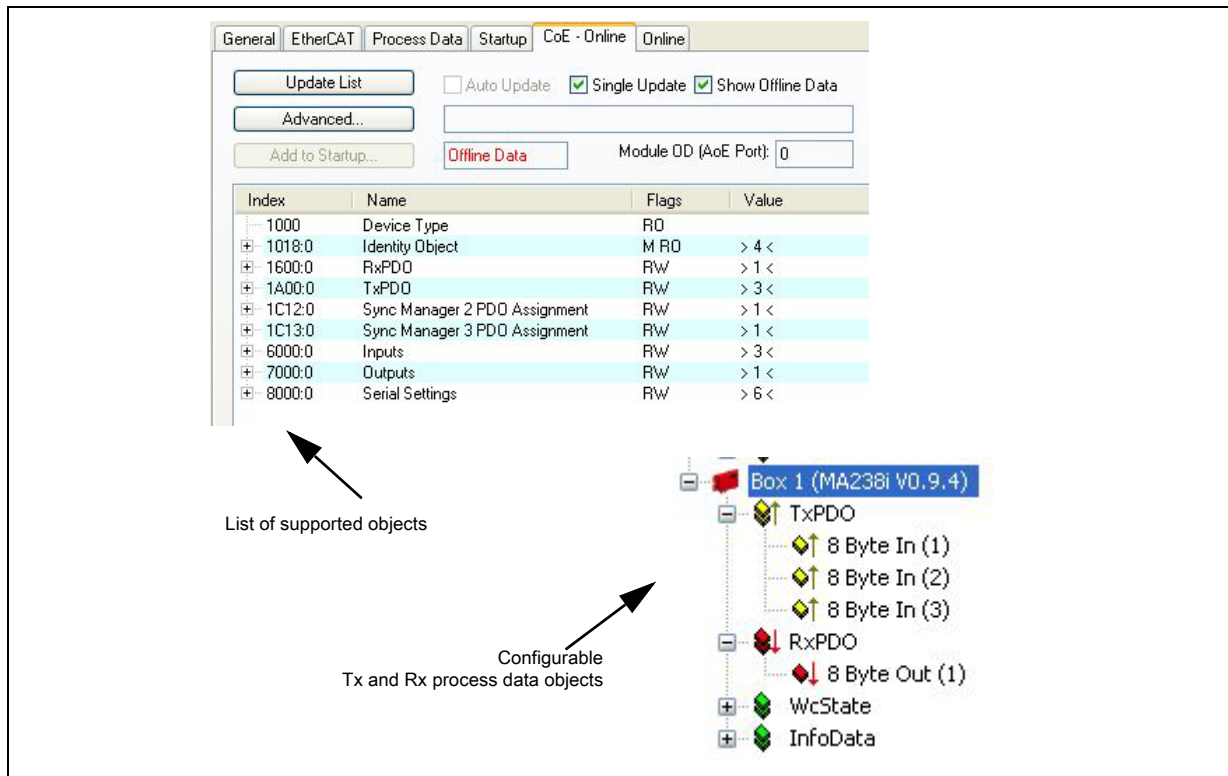 General EtherCAT Process Data Startup CoE - Online Online
Update List Auto Update Single Update Show Offline Data
Advanced...
Add to Startup... Offline Data Module OD (AoE Port): 0
Index Name Flags Value
1000 Device Type RO
1018:0 Identity Object M RO > 4 <
1600:0 RxPDO RW > 1 <
1A00:0 TxPDO RW > 3 <
1C12:0 Sync Manager 2 PDO Assignment RW > 1 <
1C13:0 Sync Manager 3 PDO Assignment RW > 1 <
6000:0 Inputs RW > 3 <
7000:0 Outputs RW > 1 <
8000:0 Serial Settings RW > 6 <
List of supported objects
Box 1 (MA238i V0.9.4)
TxPDO
8 Byte In (1)
8 Byte In (2)
8 Byte In (3)
RxPDO
8 Byte Out (1)
WcState
InfoData
Configurable
Tx and Rx process data objects